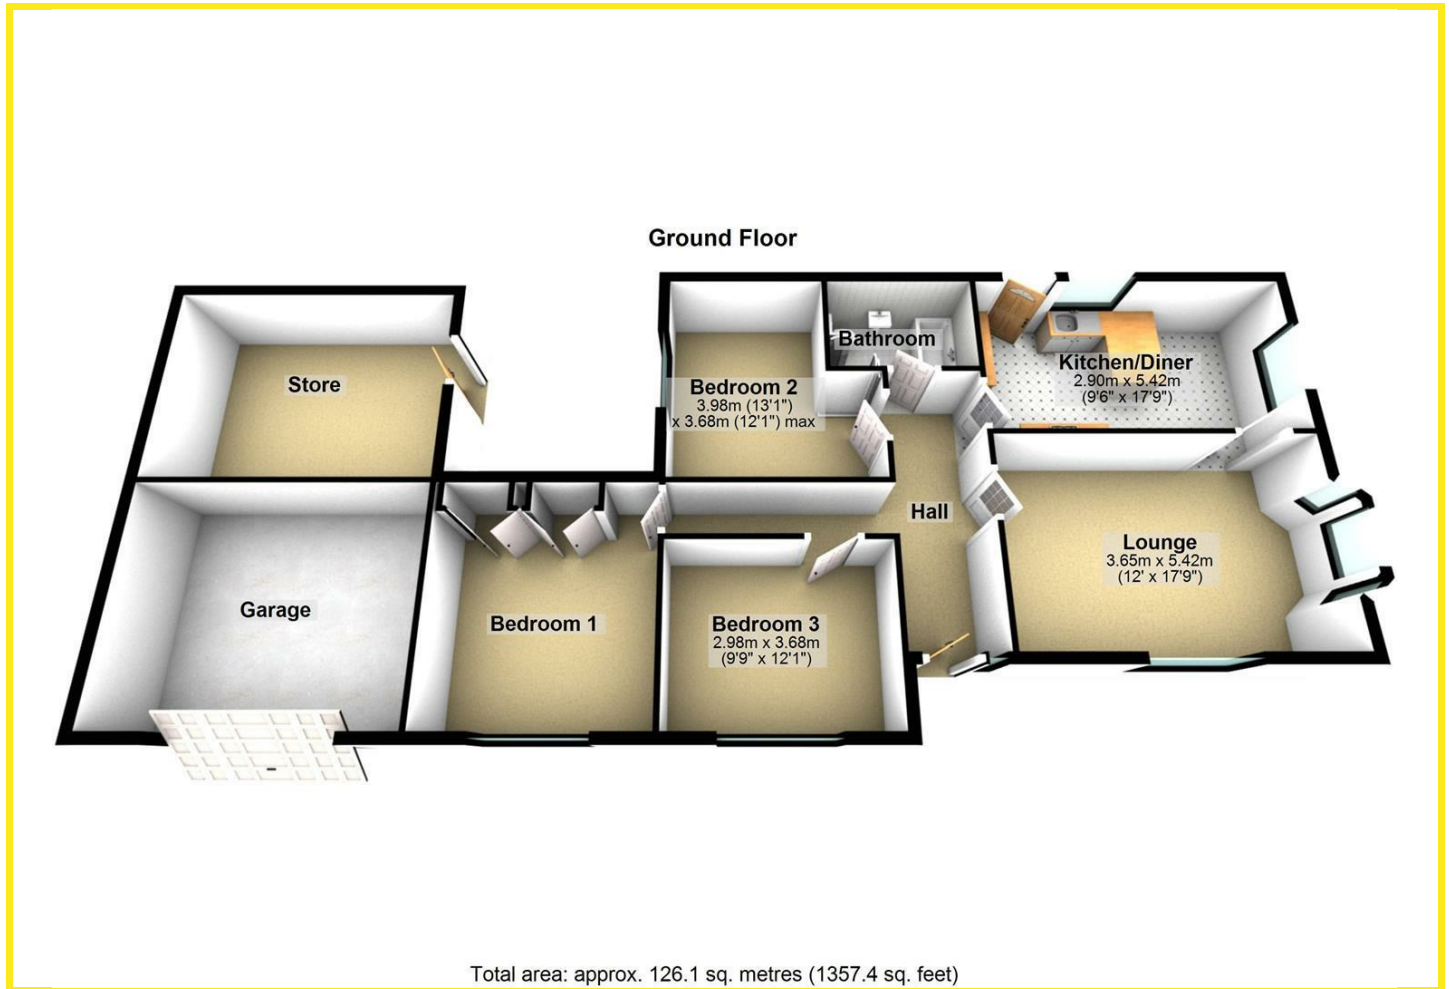 Ground Floor
Store
Bathroom
Kitchen/Diner
2.90m x 5.42m
(9'6" x 17'9")
Bedroom 2
3.98m (13'1")
x 3.68m (12'1") max
Hall
Lounge
3.65m x 5.42m
(12' x 17'9")
Garage
Bedroom 1
Bedroom 3
2.98m x 3.68m
(9'9" x 12'1")
Total area: approx. 126.1 sq. metres (1357.4 sq. feet)